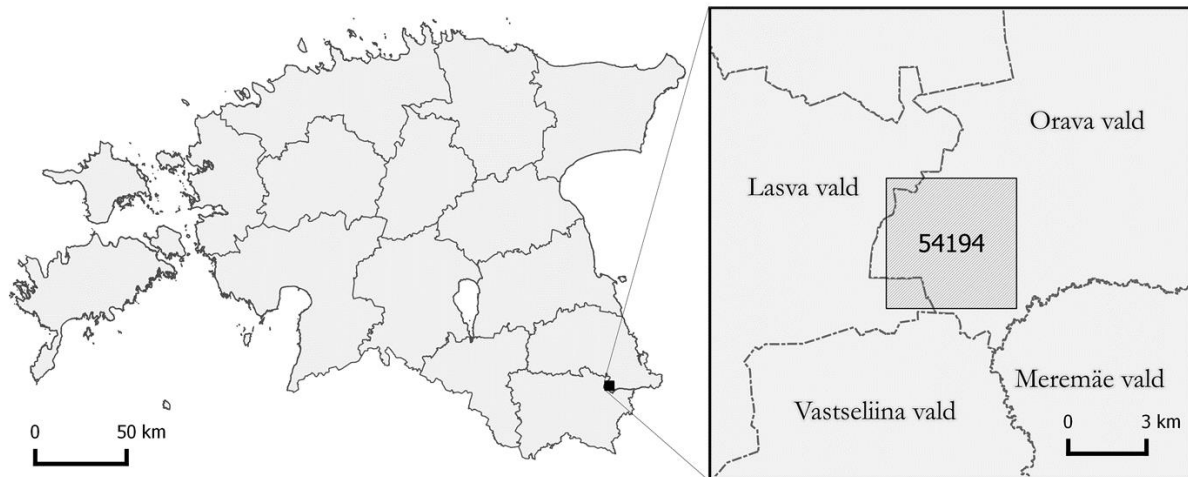 0 50 km
Orava vald
Lasva vald
54194
Meremäe vald
Vastseliina vald
0 3 km